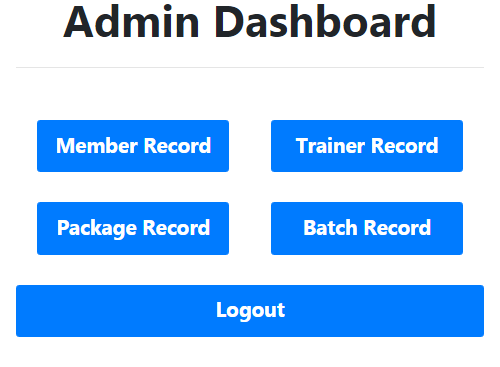 Admin Dashboard
Member Record
Trainer Record
Package Record
Batch Record
Logout